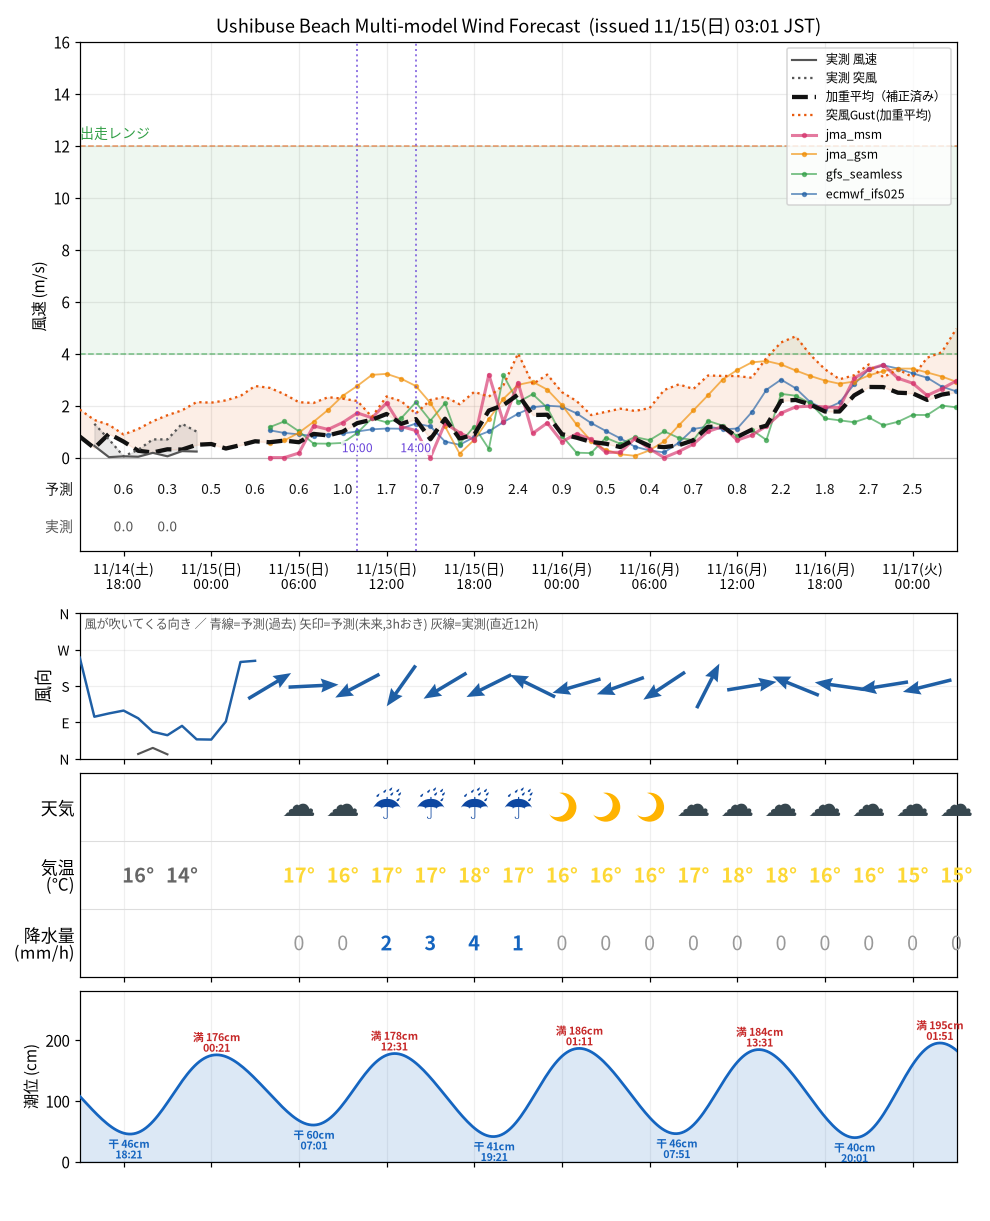 Ushibuse Beach Multi-model Wind Forecast (issued 11/15(日) 03:01 JST)
16
14
12
10
8
6
4
2
0
風速 (m/s)
出走レンジ
実測 風速
実測 突風
加重平均（補正済み）
突風Gust(加重平均)
jma_msm
jma_gsm
gfs_seamless
ecmwf_ifs025
10:00
14:00
予測
0.6 0.3 0.5 0.6 0.6 1.0 1.7 0.7 0.9 2.4 0.9 0.5 0.4 0.7 0.8 2.2 1.8 2.7 2.5
実測
0.0 0.0
11/14(土) 11/15(日) 11/15(日) 11/15(日) 11/15(日) 11/16(月) 11/16(月) 11/16(月) 11/16(月) 11/17(火)
18:00 00:00 06:00 12:00 18:00 00:00 06:00 12:00 18:00 00:00
風向
N
W
S
E
N
風が吹いてくる向き ／ 青線=予測(過去) 矢印=予測(未来,3hおき) 灰線=実測(直近12h)
天気
気温
(°C)
16° 14° 17° 16° 17° 17° 18° 17° 16° 16° 16° 17° 18° 18° 16° 16° 15° 15°
降水量
(mm/h)
0 0 2 3 4 1 0 0 0 0 0 0 0 0 0 0
潮位 (cm)
200
100
0
満 176cm
00:21
満 178cm
12:31
満 186cm
01:11
満 184cm
13:31
満 195cm
01:51
干 46cm
18:21
干 60cm
07:01
干 41cm
19:21
干 46cm
07:51
干 40cm
20:01